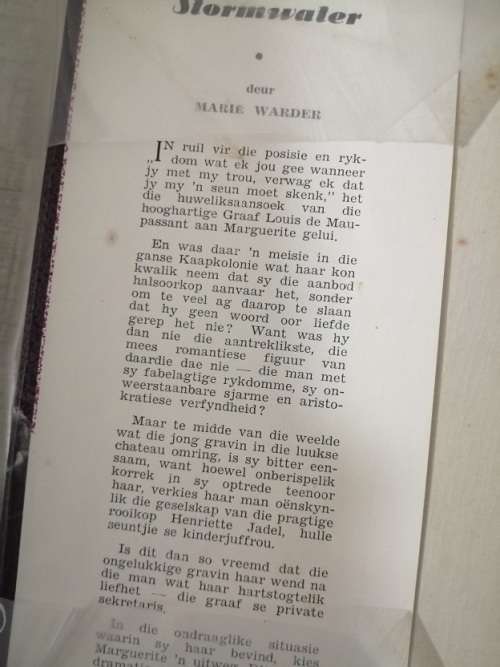 Stormwater
•
deur
MARIE WARDER
„IN ruil vir die posisie en ryk-
dom wat ek jou gee wanneer
jy met my trou, verwag ek dat
jy my 'n seun moet skenk,” het
die huweliksaansoek van die
hooghartige Graaf Louis de Mau-
passant aan Marguerite gelui.
En was daar 'n meisie in die
ganse Kaapkolonie wat haar kon
kwalik neem dat sy die aanbod
halsoorkop aanvaar het, sonder
om te veel ag daarop te slaan
dat hy geen woord oor liefde
gerep het nie? Want was hy
dan nie die aantreklikste, die
mees romantiese figuur van
daardie dae nie — die man met
sy fabelagtige rykdomme, sy on-
weerstaanbare sjarme en aristo-
kratiese verfyndheid?
Maar te midde van die weelde
wat die jong gravin in die luukse
chateau omring, is sy bitter een-
saam, want hoewel onberispelik
korrek in sy optrede teenoor
haar, verkies haar man oënskyn-
lik die geselskap van die pragtige
rooikop Henriette Jadel, hulle
seuntjie se kinderjuffrou.
Is dit dan so vreemd dat die
ongelukkige gravin haar wend na
die man wat haar hartstogtelik
liefhet — die graaf se private
sekretaris.
In die ondraaglike situasie
waarin sy haar bevind, kies
Marguerite 'n uitweg